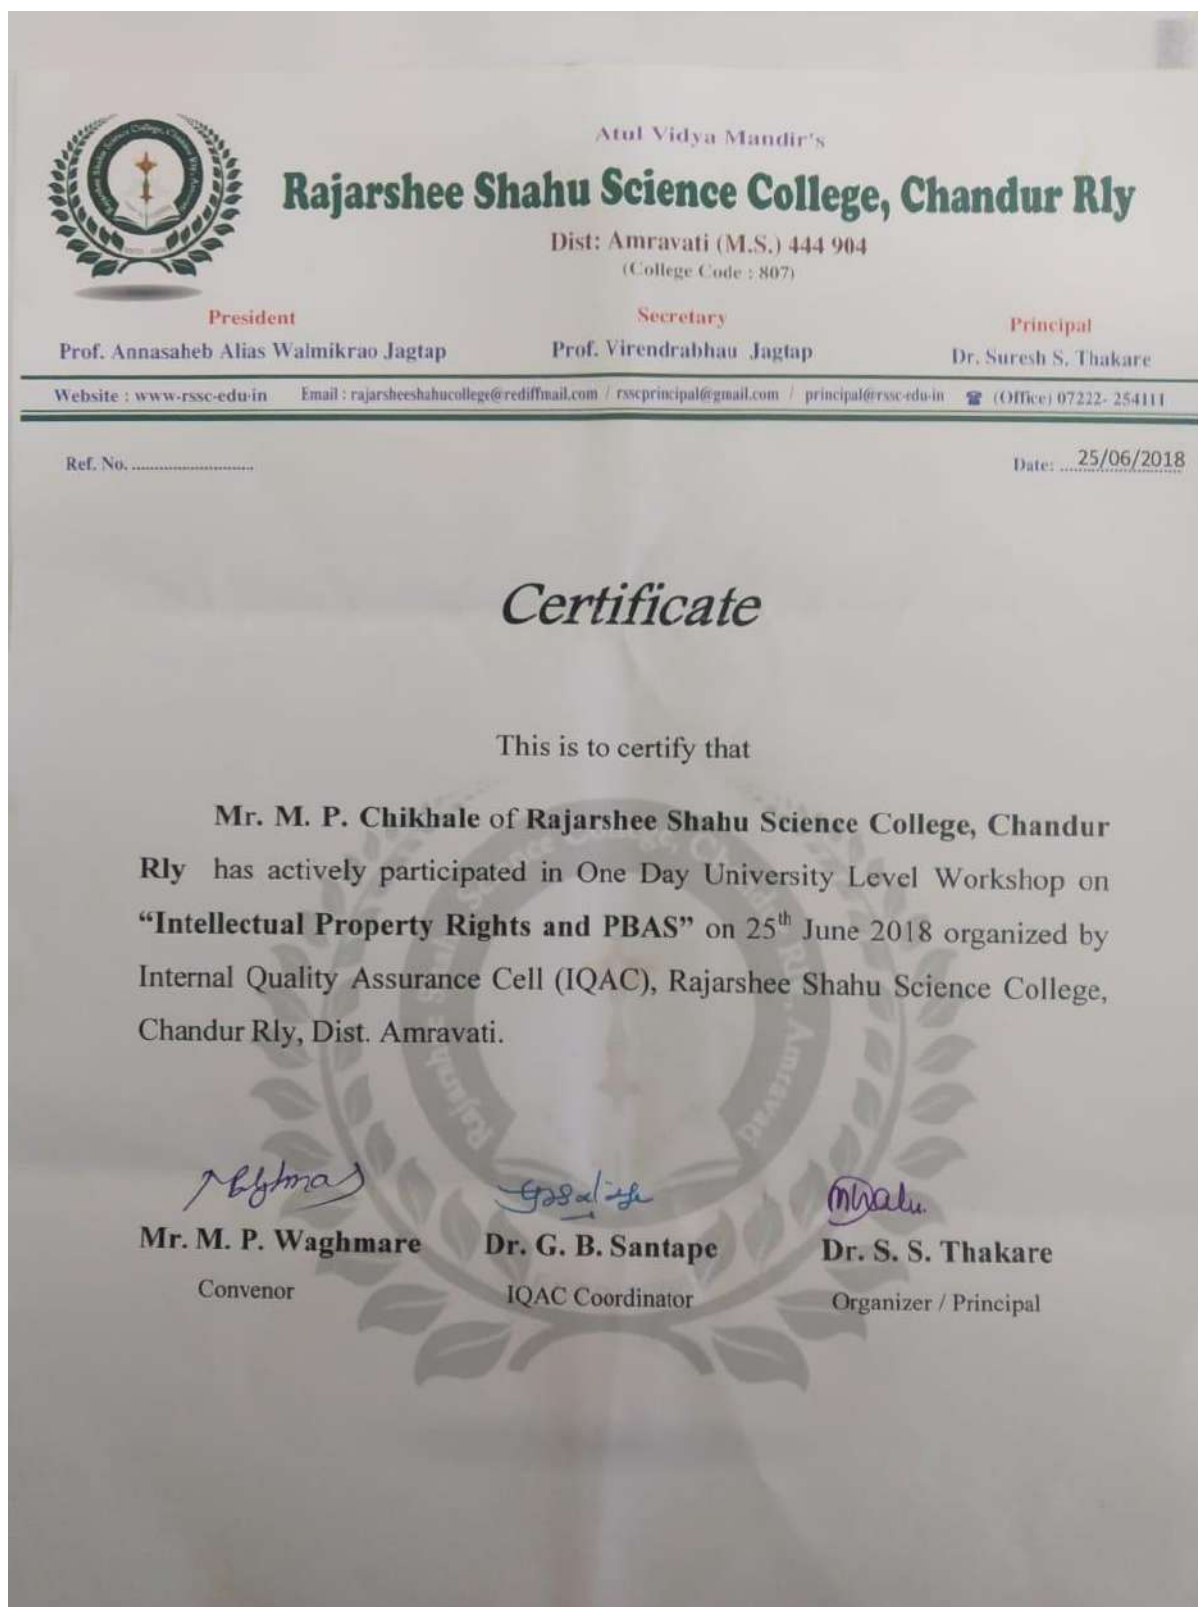 Atul Vidya Mandir's
Rajarshee Shahu Science College, Chandur Rly
Dist: Amravati (M.S.) 444 904
(College Code : 807)
President
Prof. Annasaheb Alias Walmikrao Jagtap
Secretary
Prof. Virendrabhau Jagtap
Principal
Dr. Suresh S. Thakare
Website : www-rssc-edu-in Email : rajarsheeshahucollege@rediffmail.com / rsscprincipal@gmail.com / principal@rssc-edu-in ☎ (Office) 07222- 254111
Ref. No. ............................
Date: ....25/06/2018
Certificate
This is to certify that
Mr. M. P. Chikhale of Rajarshee Shahu Science College, Chandur
Rly has actively participated in One Day University Level Workshop on
“Intellectual Property Rights and PBAS” on 25th June 2018 organized by
Internal Quality Assurance Cell (IQAC), Rajarshee Shahu Science College,
Chandur Rly, Dist. Amravati.
Mr. M. P. Waghmare
Convenor
Dr. G. B. Santape
IQAC Coordinator
Dr. S. S. Thakare
Organizer / Principal